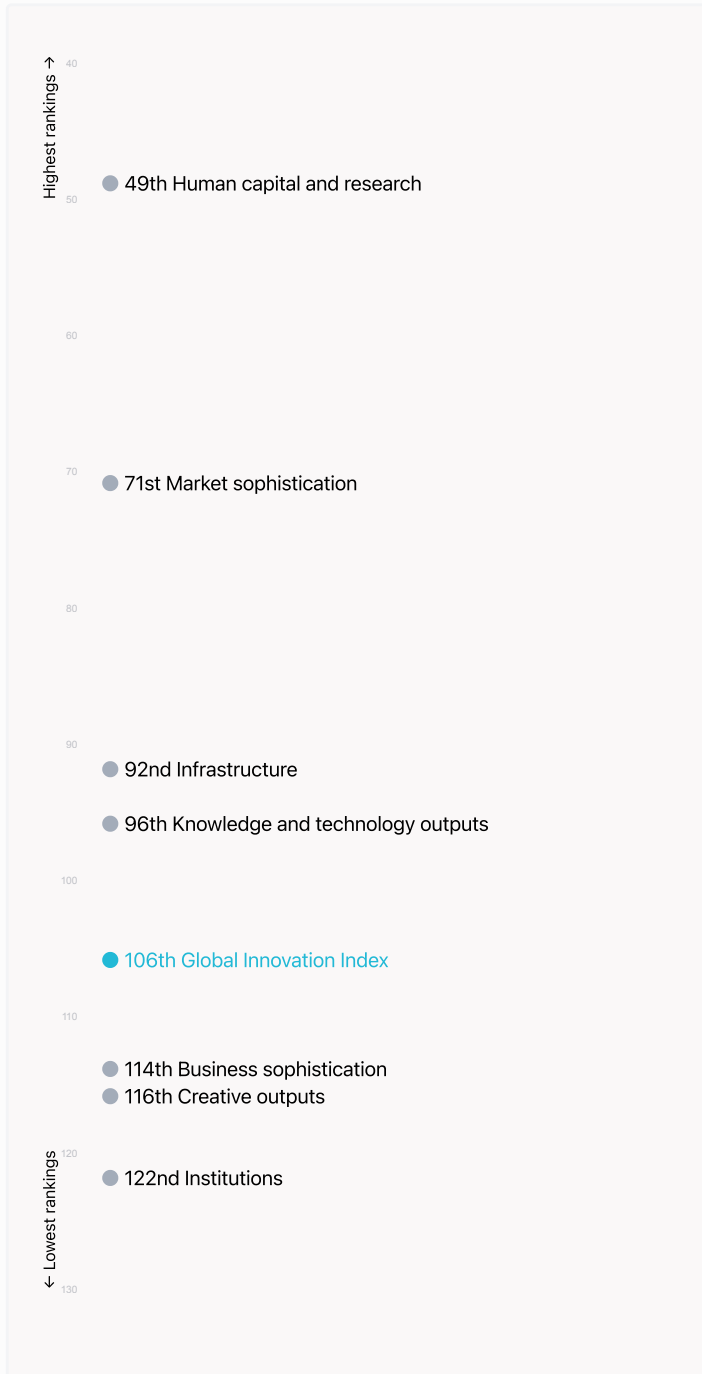 Highest rankings →
40
49th Human capital and research
50
60
70
71st Market sophistication
80
90
92nd Infrastructure
96th Knowledge and technology outputs
100
106th Global Innovation Index
110
114th Business sophistication
116th Creative outputs
120
122nd Institutions
← Lowest rankings
130